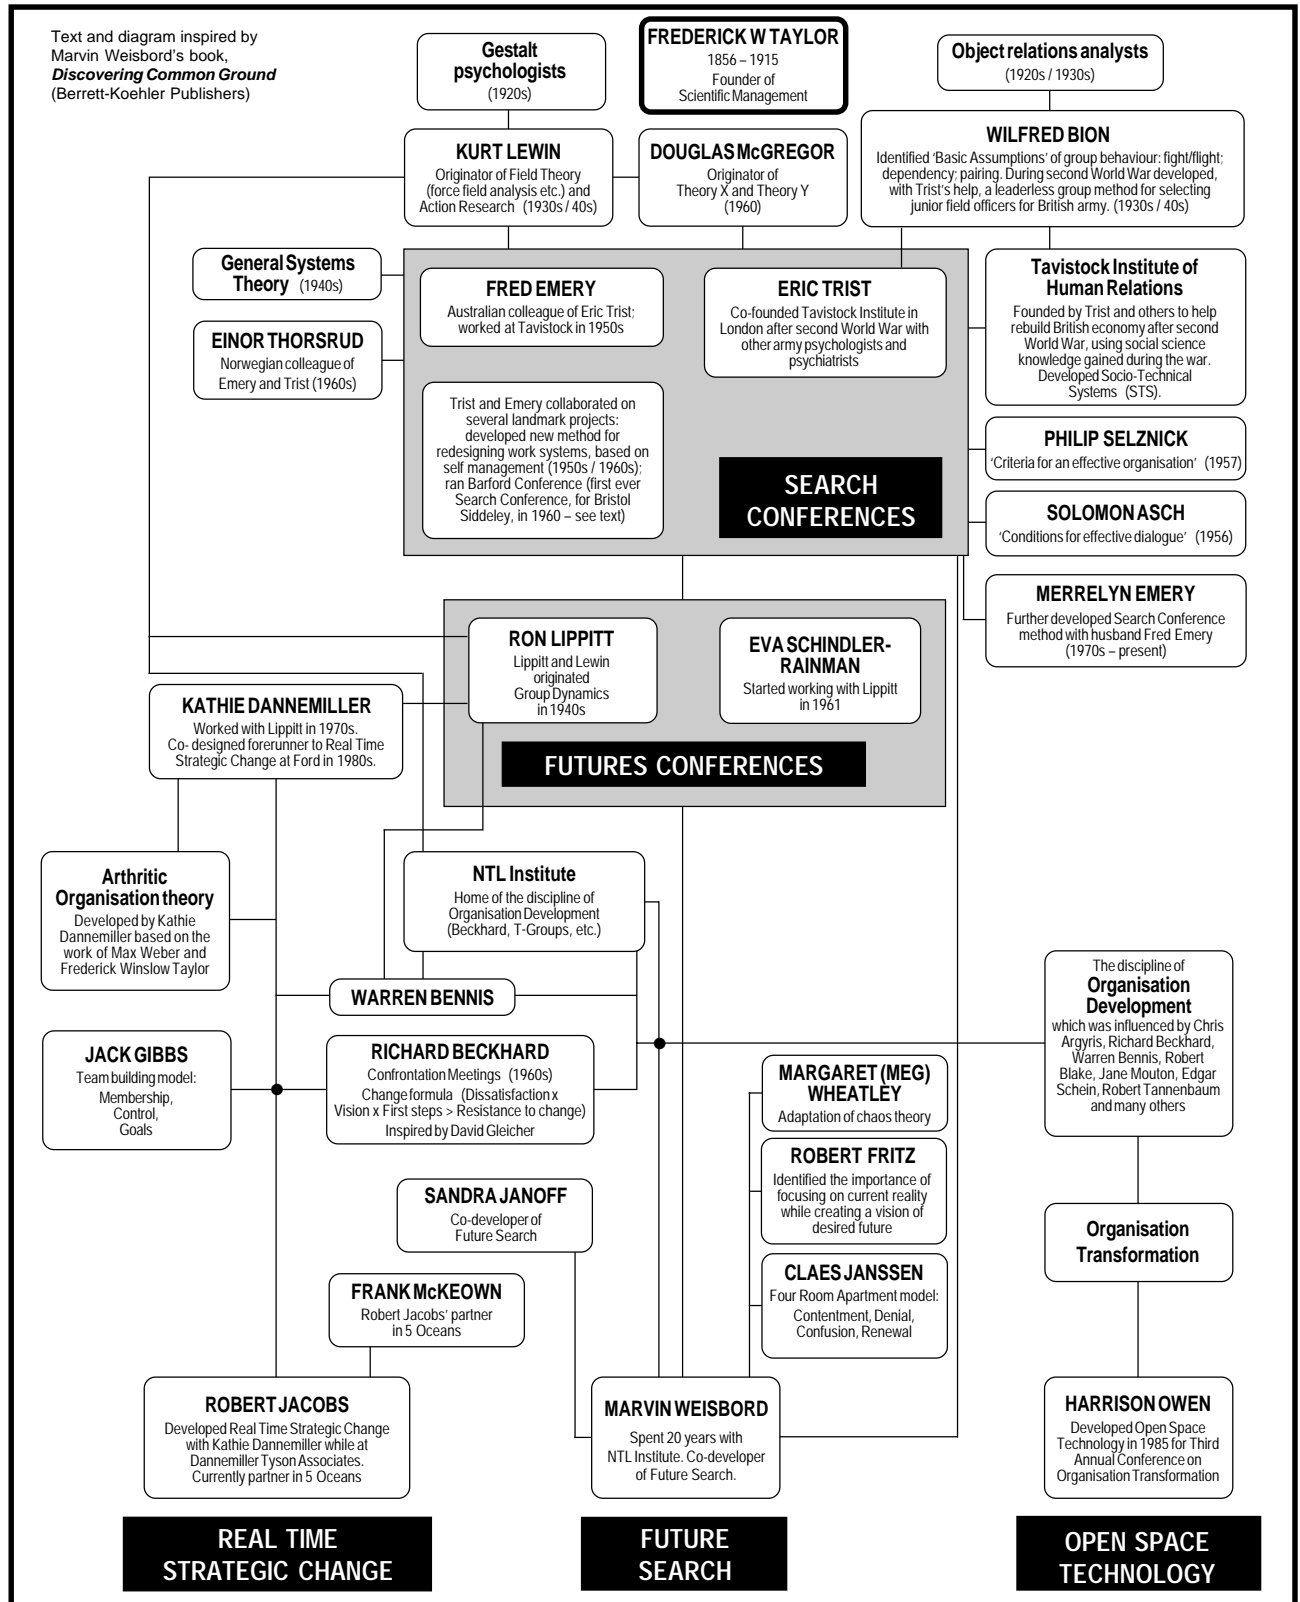 Text and diagram inspired by
Marvin Weisbord's book,
Discovering Common Ground
(Berrett-Koehler Publishers)
Gestalt
psychologists
(1920s)
FREDERICK W TAYLOR
1856 – 1915
Founder of
Scientific Management
Object relations analysts
(1920s / 1930s)
KURT LEWIN
Originator of Field Theory
(force field analysis etc.) and
Action Research (1930s / 40s)
DOUGLAS McGREGOR
Originator of
Theory X and Theory Y
(1960)
WILFRED BION
Identified 'Basic Assumptions' of group behaviour: fight/flight;
dependency; pairing. During second World War developed,
with Trist's help, a leaderless group method for selecting
junior field officers for British army. (1930s / 40s)
General Systems
Theory (1940s)
EINOR THORSRUD
Norwegian colleague of
Emery and Trist (1960s)
FRED EMERY
Australian colleague of Eric Trist;
worked at Tavistock in 1950s
ERIC TRIST
Co-founded Tavistock Institute in
London after second World War with
other army psychologists and
psychiatrists
Tavistock Institute of
Human Relations
Founded by Trist and others to help
rebuild British economy after second
World War, using social science
knowledge gained during the war.
Developed Socio-Technical
Systems (STS).
Trist and Emery collaborated on
several landmark projects:
developed new method for
redesigning work systems, based on
self management (1950s / 1960s);
ran Barford Conference (first ever
Search Conference, for Bristol
Siddeley, in 1960 – see text)
SEARCH
CONFERENCES
PHILIP SELZNICK
'Criteria for an effective organisation' (1957)
SOLOMON ASCH
'Conditions for effective dialogue' (1956)
MERRELYN EMERY
Further developed Search Conference
method with husband Fred Emery
(1970s – present)
RON LIPPITT
Lippitt and Lewin
originated
Group Dynamics
in 1940s
EVA SCHINDLER-
RAINMAN
Started working with Lippitt
in 1961
FUTURES CONFERENCES
KATHIE DANNEMILLER
Worked with Lippitt in 1970s.
Co- designed forerunner to Real Time
Strategic Change at Ford in 1980s.
Arthritic
Organisation theory
Developed by Kathie
Dannemiller based on the
work of Max Weber and
Frederick Winslow Taylor
NTL Institute
Home of the discipline of
Organisation Development
(Beckhard, T-Groups, etc.)
WARREN BENNIS
The discipline of
Organisation
Development
which was influenced by Chris
Argyris, Richard Beckhard,
Warren Bennis, Robert
Blake, Jane Mouton, Edgar
Schein, Robert Tannenbaum
and many others
JACK GIBBS
Team building model:
Membership,
Control,
Goals
RICHARD BECKHARD
Confrontation Meetings (1960s)
Change formula (Dissatisfaction x
Vision x First steps > Resistance to change)
Inspired by David Gleicher
MARGARET (MEG)
WHEATLEY
Adaptation of chaos theory
ROBERT FRITZ
Identified the importance of
focusing on current reality
while creating a vision of
desired future
SANDRA JANOFF
Co-developer of
Future Search
Organisation
Transformation
CLAES JANSSEN
Four Room Apartment model:
Contentment, Denial,
Confusion, Renewal
FRANK McKEOWN
Robert Jacobs' partner
in 5 Oceans
ROBERT JACOBS
Developed Real Time Strategic Change
with Kathie Dannemiller while at
Dannemiller Tyson Associates.
Currently partner in 5 Oceans
MARVIN WEISBORD
Spent 20 years with
NTL Institute. Co-developer
of Future Search.
HARRISON OWEN
Developed Open Space
Technology in 1985 for Third
Annual Conference on
Organisation Transformation
REAL TIME
STRATEGIC CHANGE
FUTURE
SEARCH
OPEN SPACE
TECHNOLOGY